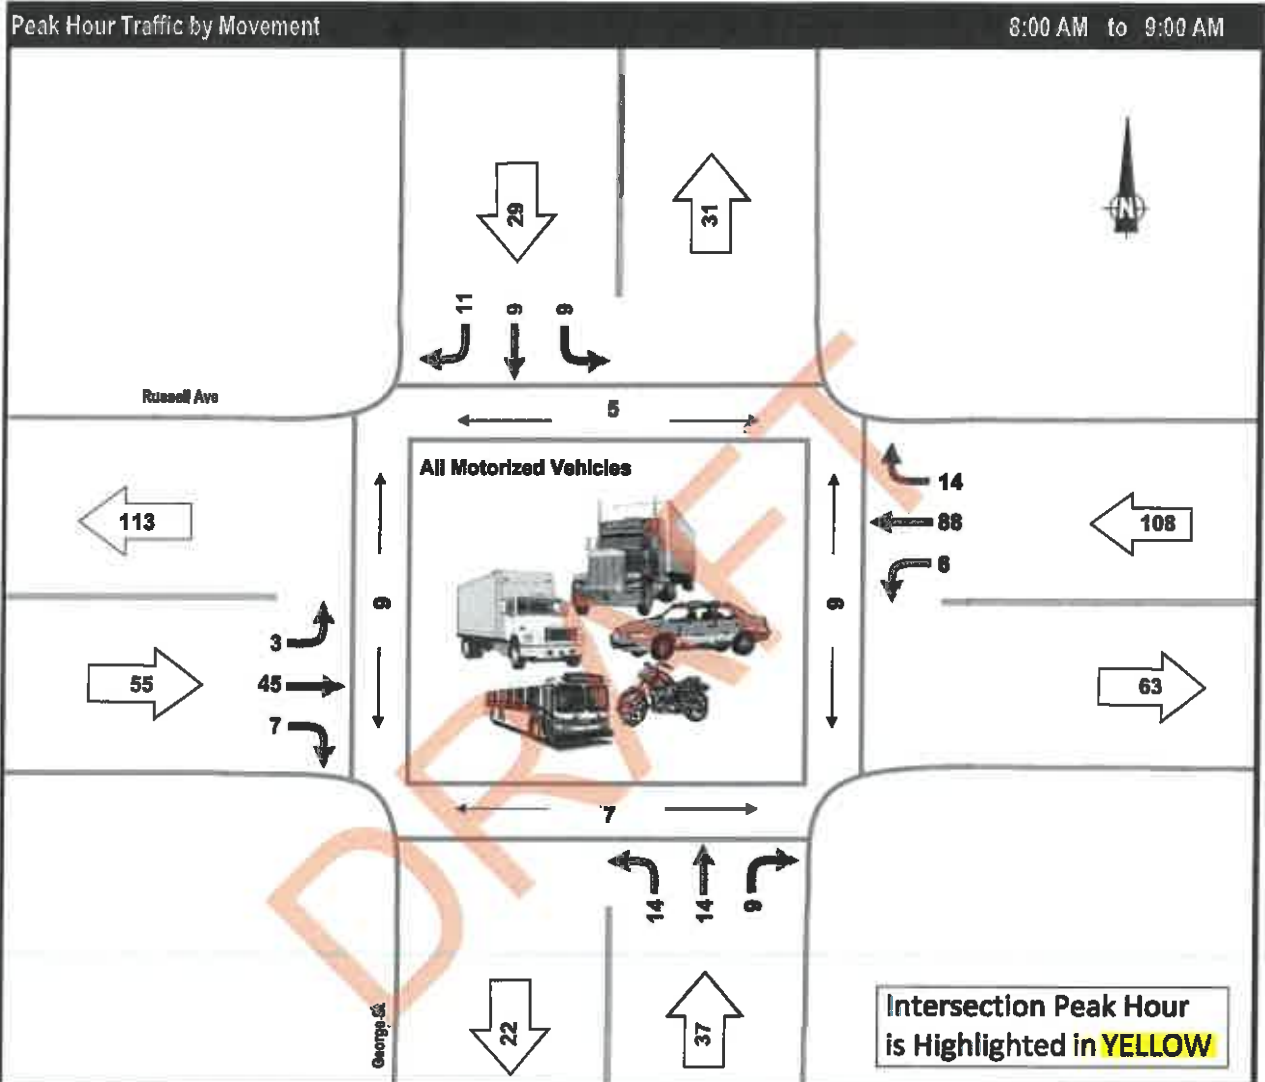 Peak Hour Traffic by Movement 8:00 AM to 9:00 AM
29
31
N
11 9 9
Russell Ave
5
All Motorized Vehicles
14
113
88
108
6
9
9
3
55
45
63
7
7
14 14 9
George St
22
37
Intersection Peak Hour
is Highlighted in YELLOW
DRAFT